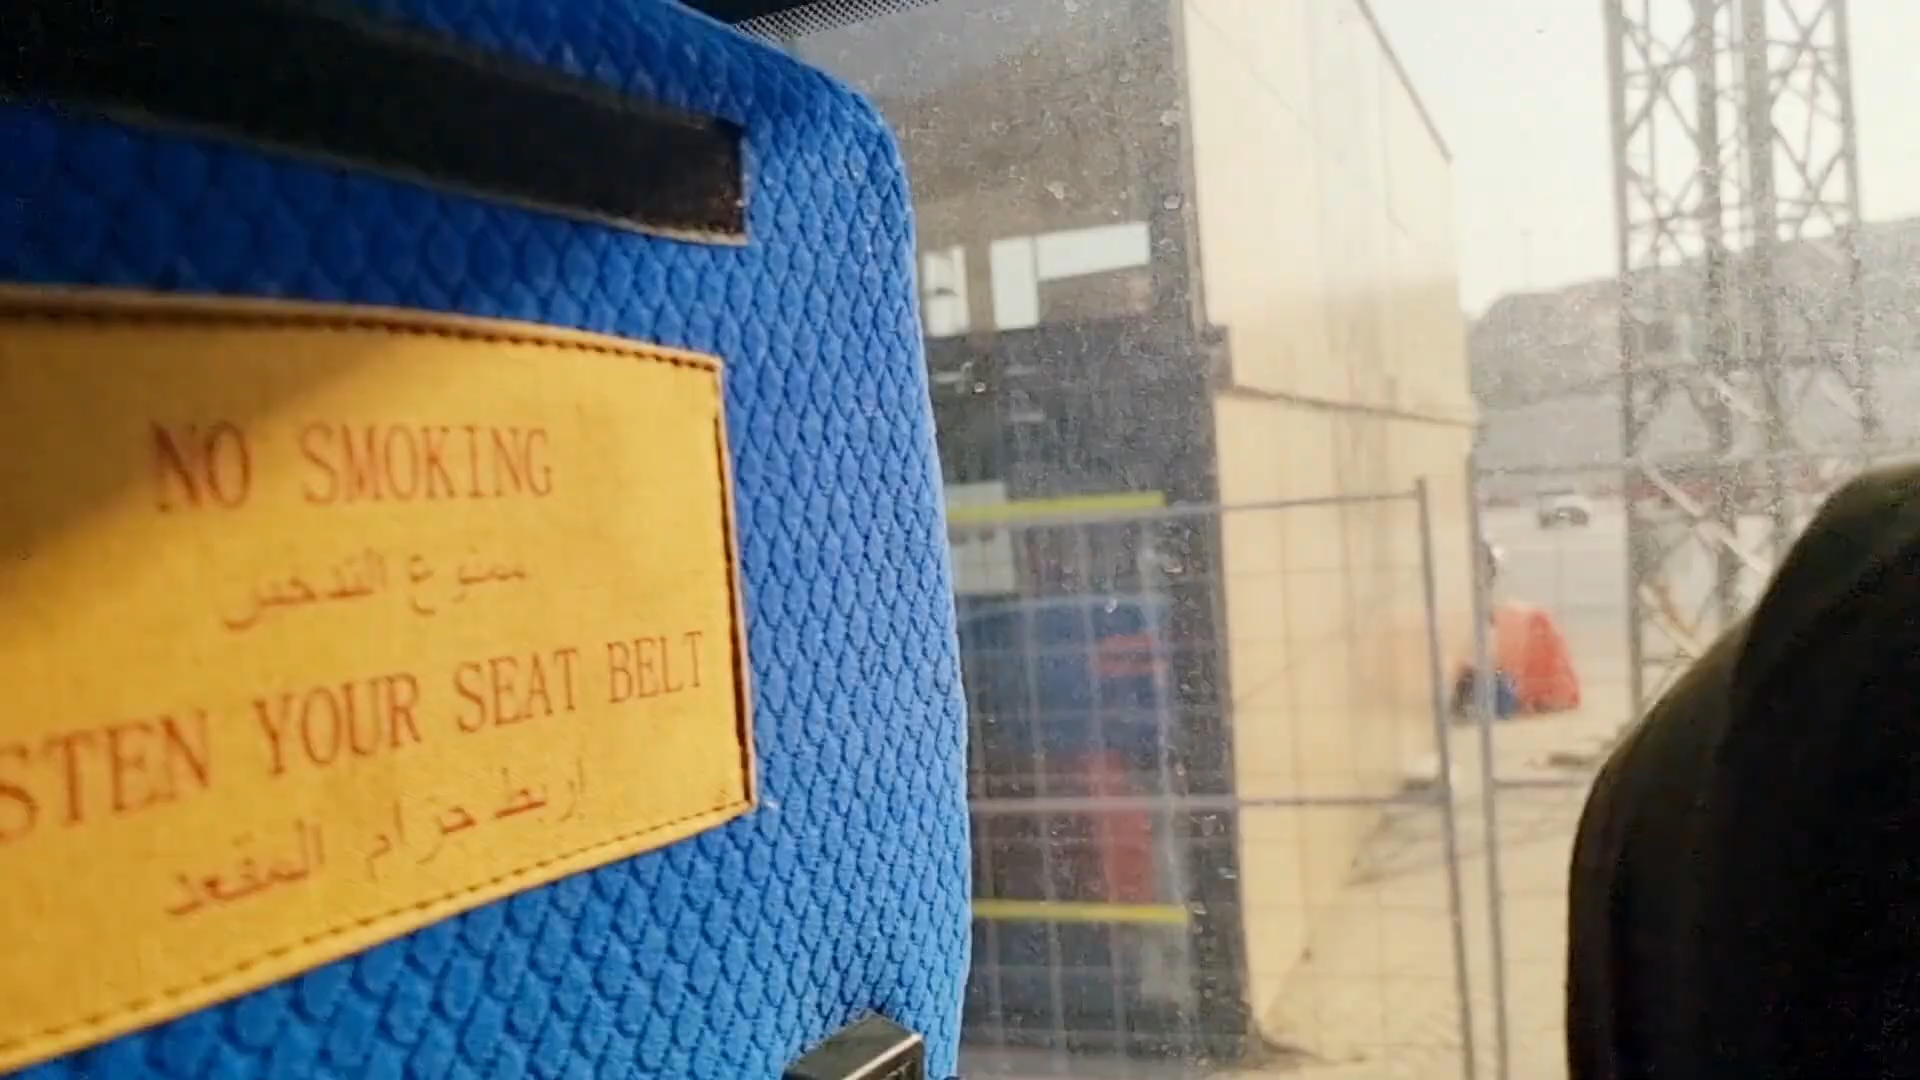 NO SMOKING
ممنوع التدخين
STEN YOUR SEAT BELT
اربط حزام المقعد